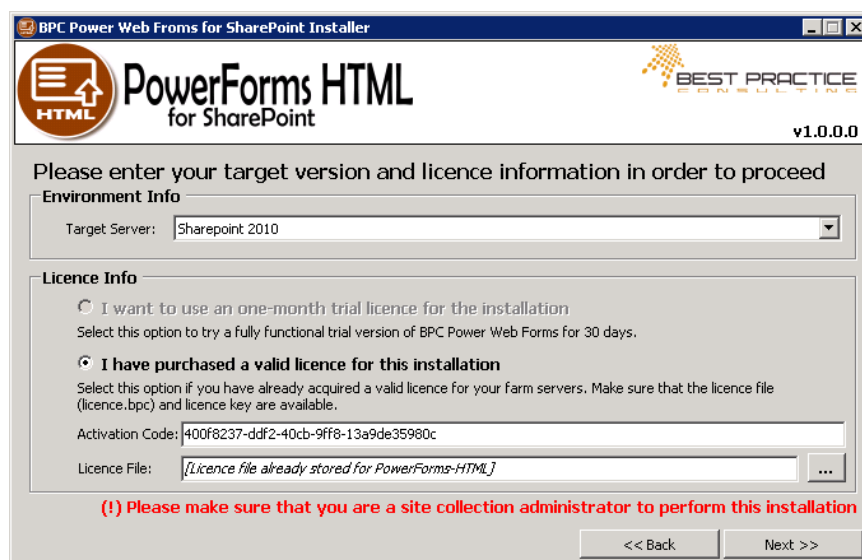 BPC Power Web Froms for SharePoint Installer
HTML
PowerForms HTML
for SharePoint
BEST PRACTICE
CONSULTING
v1.0.0.0
Please enter your target version and licence information in order to proceed
Environment Info
Target Server:
Sharepoint 2010
Licence Info
I want to use an one-month trial licence for the installation
Select this option to try a fully functional trial version of BPC Power Web Forms for 30 days.
I have purchased a valid licence for this installation
Select this option if you have already acquired a valid licence for your farm servers. Make sure that the licence file
(licence.bpc) and licence key are available.
Activation Code: 400f8237-ddf2-40cb-9ff8-13a9de35980c
Licence File: [Licence file already stored for PowerForms-HTML] ...
(!) Please make sure that you are a site collection administrator to perform this installation
<< Back Next >>